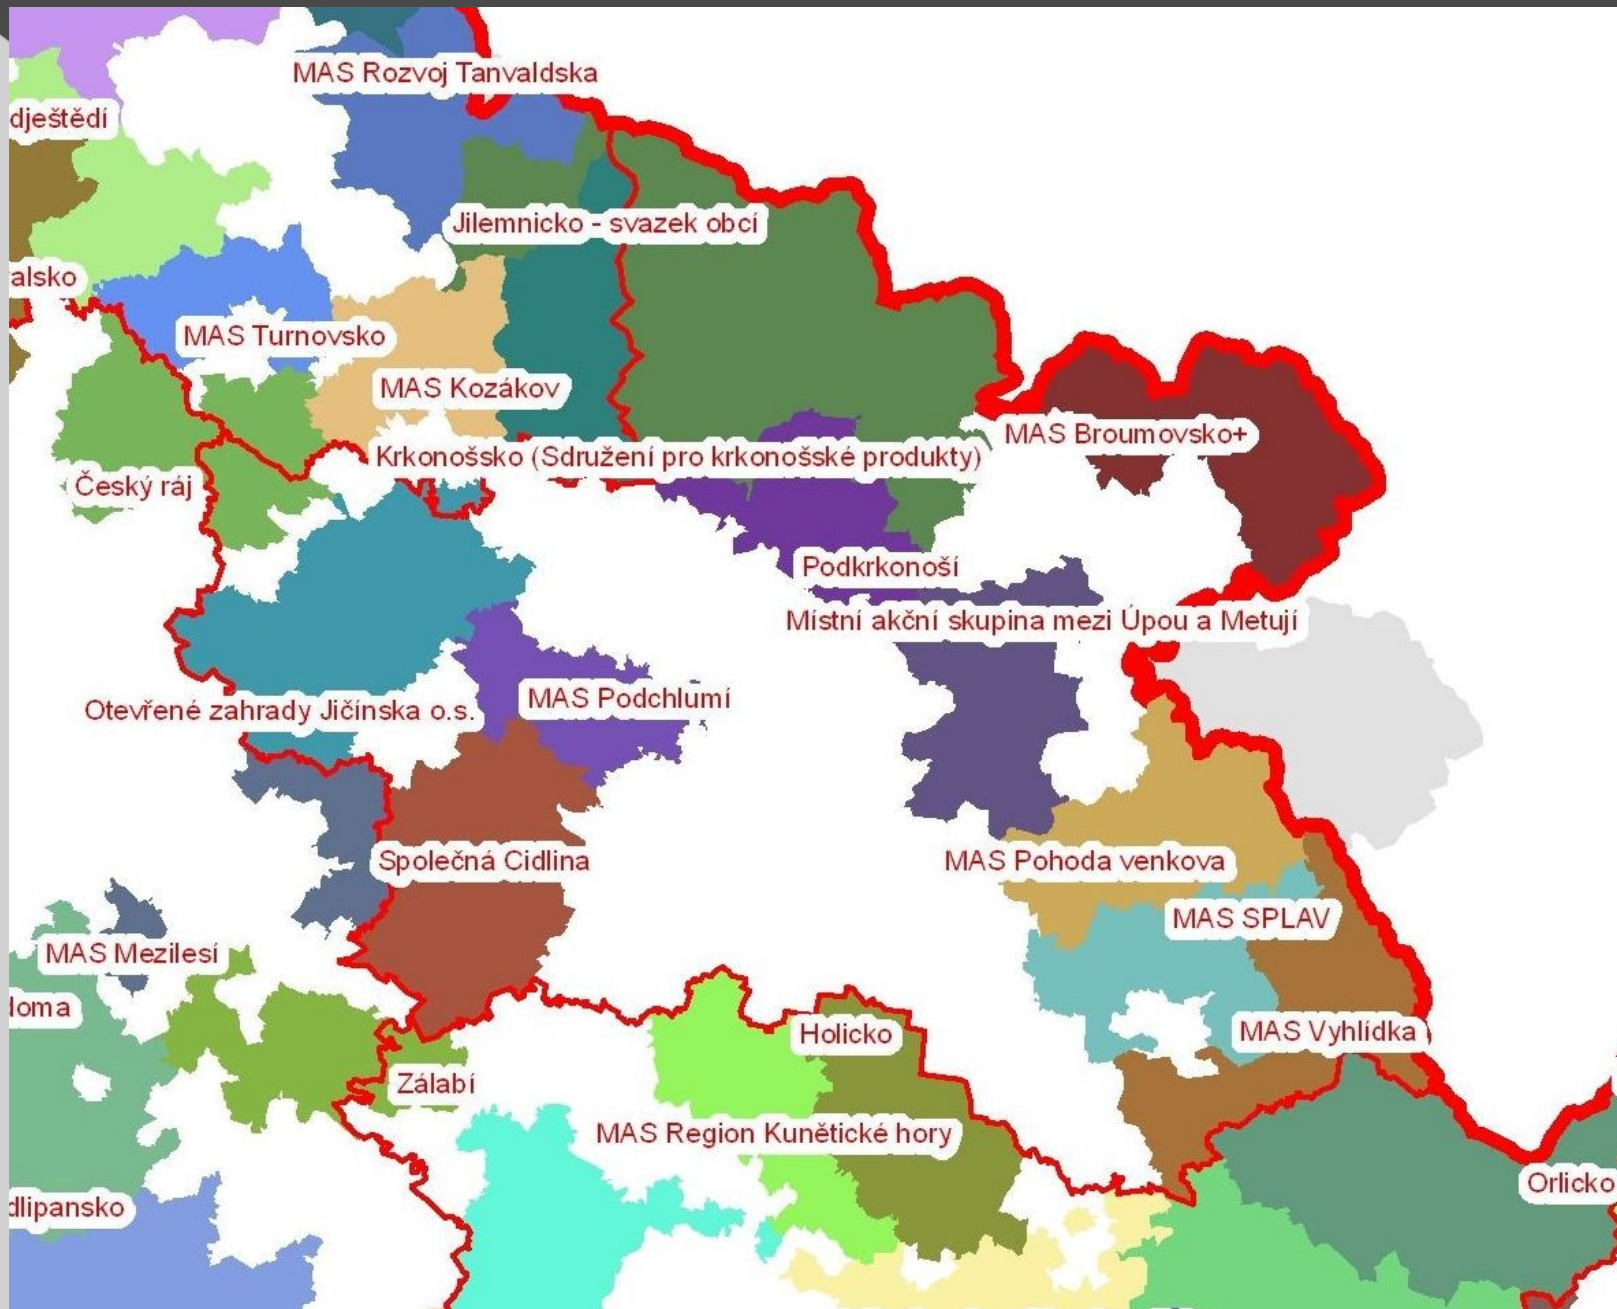 MAS Rozvoj Tanvaldska
dještědí
Jilemnicko - svazek obcí
alsko
MAS Turnovsko
MAS Kozákov
MAS Broumovsko+
Krkonošsko (Sdružení pro krkonošské produkty)
Český ráj
Podkrkonoší
Místní akční skupina mezi Úpou a Metují
MAS Podchlumí
Otevřené zahrady Jičínska o.s.
Společná Cidlina
MAS Pohoda venkova
MAS SPLAV
MAS Mezilesí
doma
Holicko
MAS Vyhlídka
Zálabí
MAS Region Kunětické hory
Orlicko
dlipansko